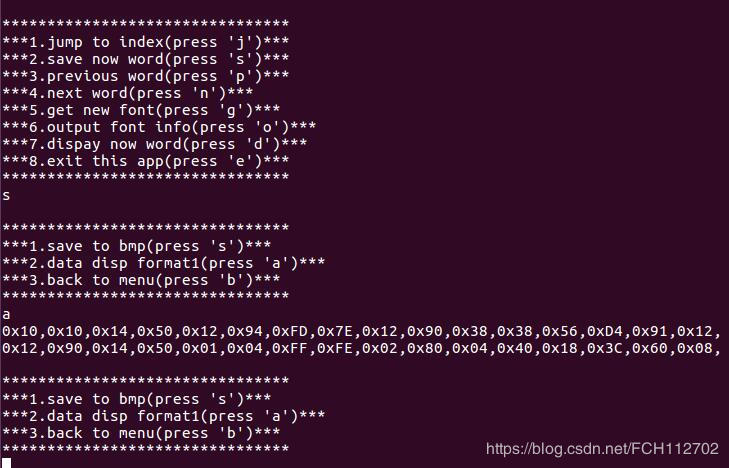 ********************************
***1.jump to index(press 'j')***
***2.save now word(press 's')***
***3.previous word(press 'p')***
***4.next word(press 'n')***
***5.get new font(press 'g')***
***6.output font info(press 'o')***
***7.dispay now word(press 'd')***
***8.exit this app(press 'e')***
********************************
s
********************************
***1.save to bmp(press 's')***
***2.data disp format1(press 'a')***
***3.back to menu(press 'b')***
********************************
a
0x10,0x10,0x14,0x50,0x12,0x94,0xFD,0x7E,0x12,0x90,0x38,0x38,0x56,0xD4,0x91,0x12,
0x12,0x90,0x14,0x50,0x01,0x04,0xFF,0xFE,0x02,0x80,0x04,0x40,0x18,0x3C,0x60,0x08,
********************************
***1.save to bmp(press 's')***
***2.data disp format1(press 'a')***
***3.back to menu(press 'b')***
********************************
https://blog.csdn.net/FCH112702